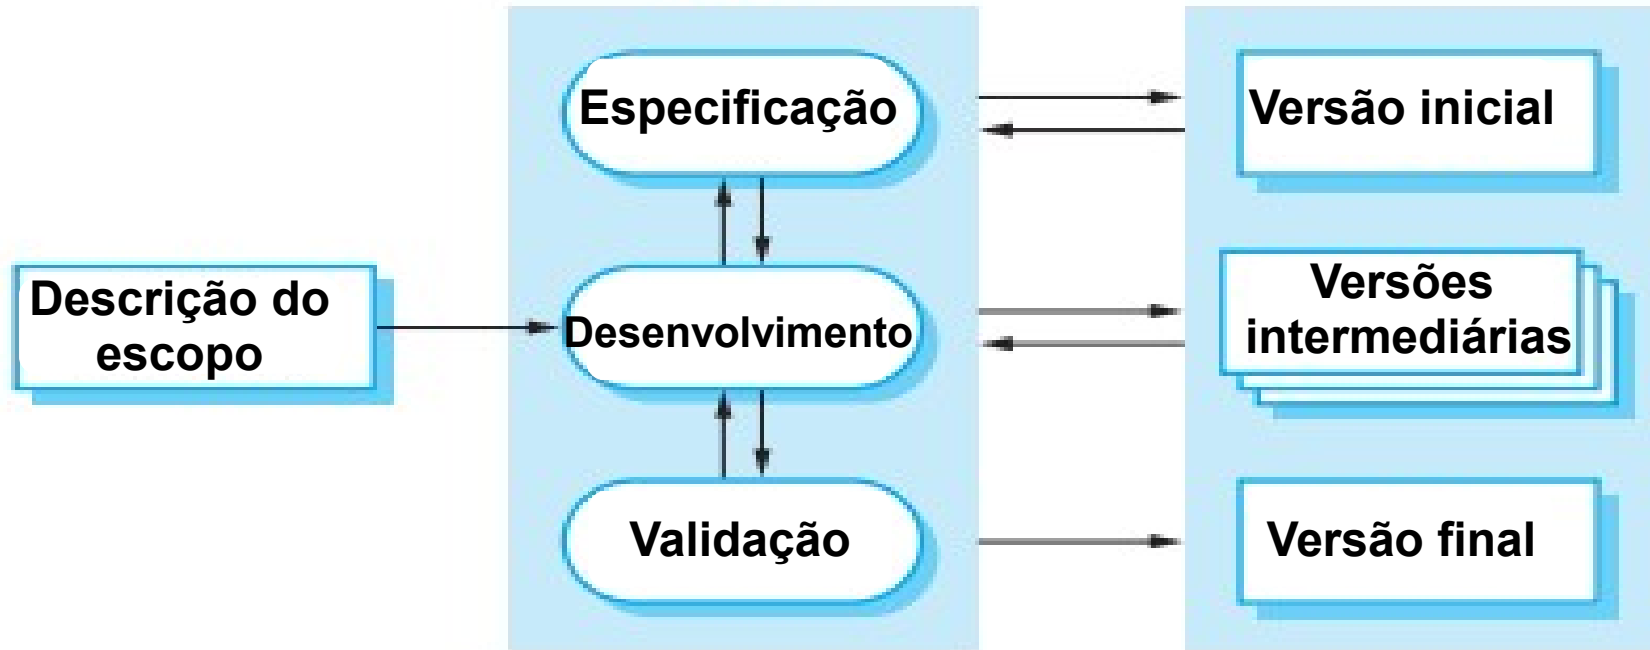 Especificação
Versão inicial
Descrição do
escopo
Desenvolvimento
Versões
intermediárias
Validação
Versão final